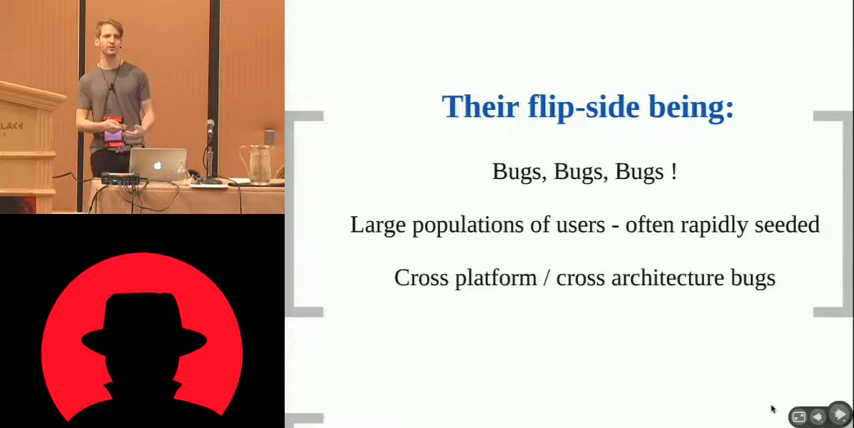 Their flip-side being:
Bugs, Bugs, Bugs !
Large populations of users - often rapidly seeded
Cross platform / cross architecture bugs